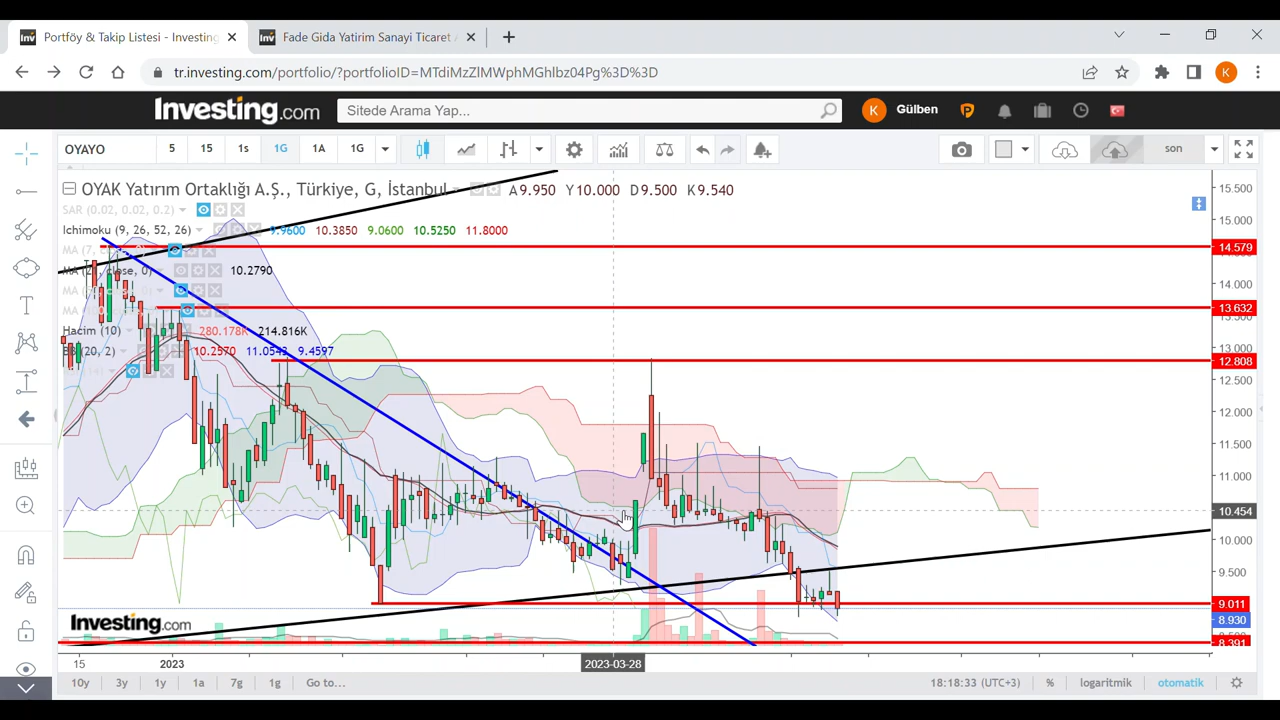 Portföy & Takip Listesi - Investing
Fade Gida Yatirim Sanayi Ticaret A
tr.investing.com/portfolio/?portfolioID=MTdiMzZlMWphMGhlbz04Pg%3D%3D
K
Investing.com
Sitede Arama Yap...
K
Gülben
OYAYO
5
15
1s
1G
1A
1G
son
OYAK Yatırım Ortaklığı A.Ş., Türkiye, G, İstanbul
A9.950 Y10.000 D9.500 K9.540
SAR (0.02, 0.02, 0.2)
Ichimoku (9, 26, 52, 26)
9.9600 10.3850 9.0600 10.5250 11.8000
10.2790
Hacim (10)
280.178K 214.816K
BB (20, 2)
10.2570 11.0543 9.4597
15.500
15.000
14.579
14.000
13.632
13.000
12.808
12.500
12.000
11.500
11.000
10.454
10.000
9.500
9.011
8.930
8.391
Investing.com
15
2023
2023-03-28
10y
3y
1y
1a
7g
1g
Go to...
18:18:33 (UTC+3)
%
logaritmik
otomatik